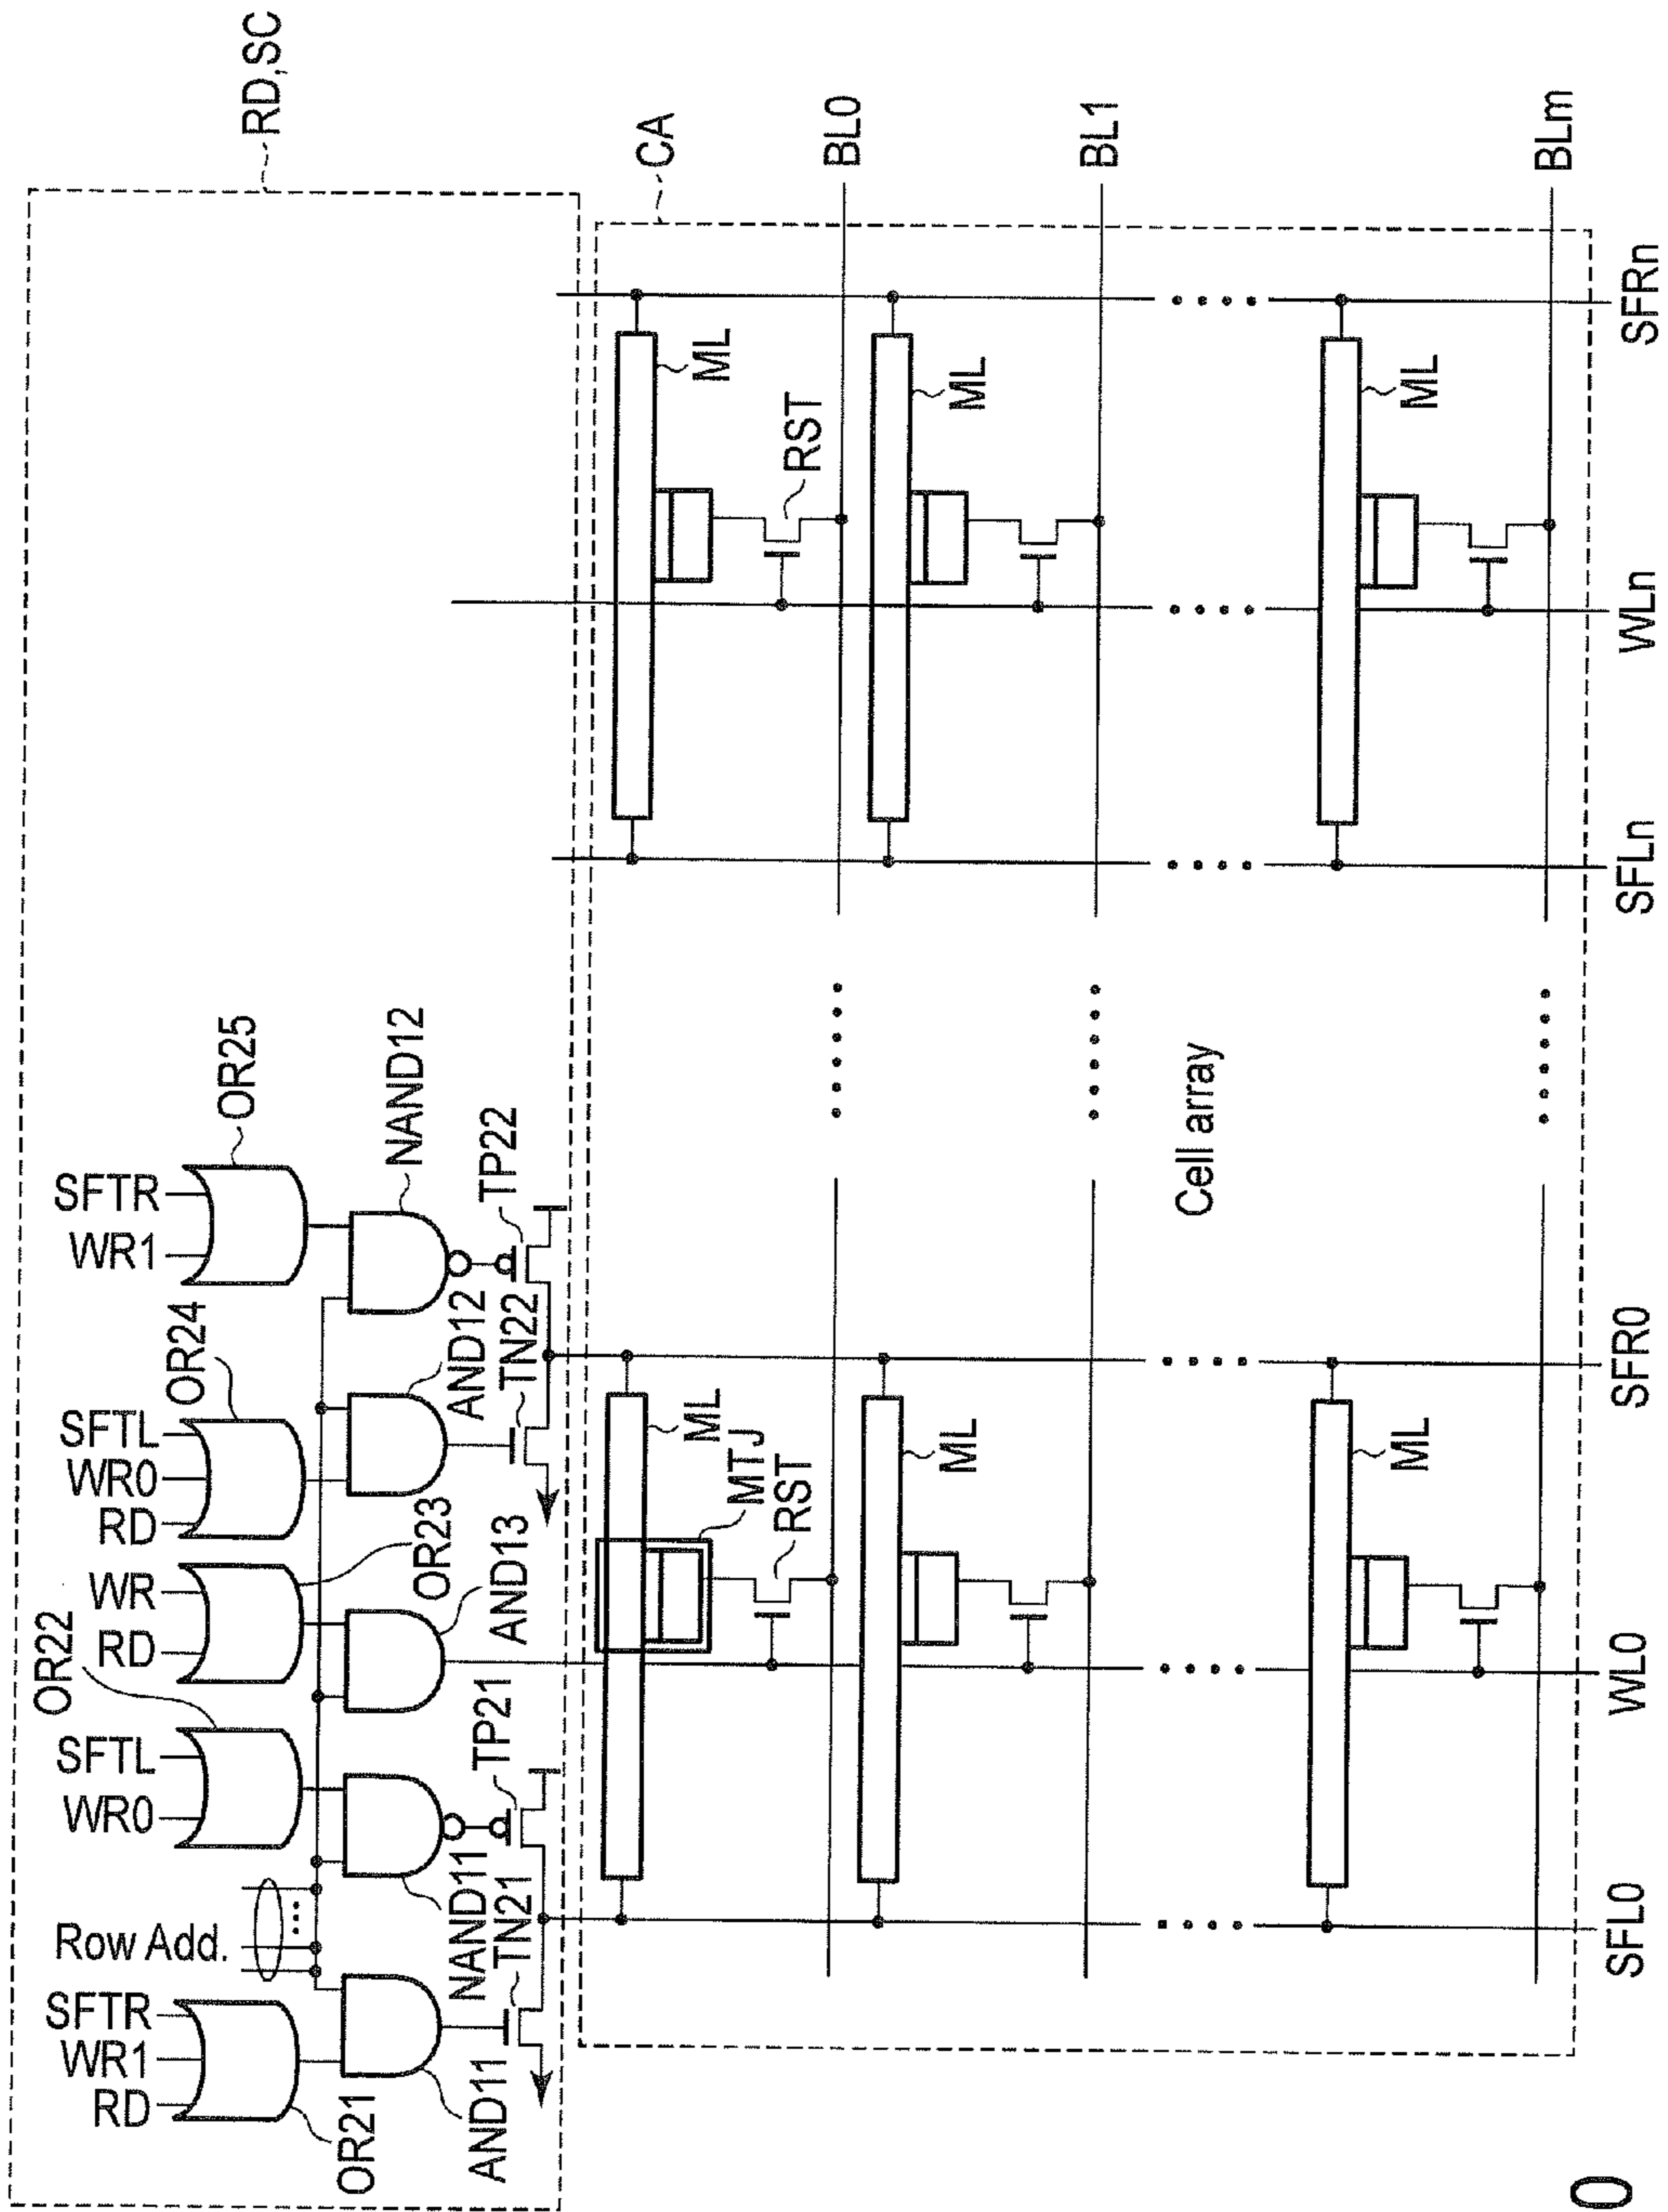 RD,SC
SFTR
WR1
RD
OR21
Row Add.
SFTL
WR0
OR22
WR
RD
OR23
SFTL
WR0
RD
OR24
SFTR
WR1
OR25
AND11
NAND11
TN21
TP21
AND13
AND12
TN22
NAND12
TP22
CA
ML
MTJ
RST
ML
RST
BL0
ML
ML
BL1
Cell array
ML
ML
BLm
SFL0
WL0
SFR0
SFLn
WLn
SFRn
0